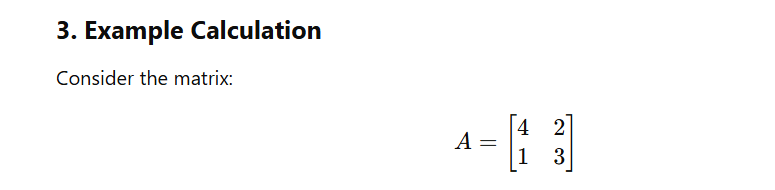 3. Example Calculation
Consider the matrix:
A = [4 2
1 3]